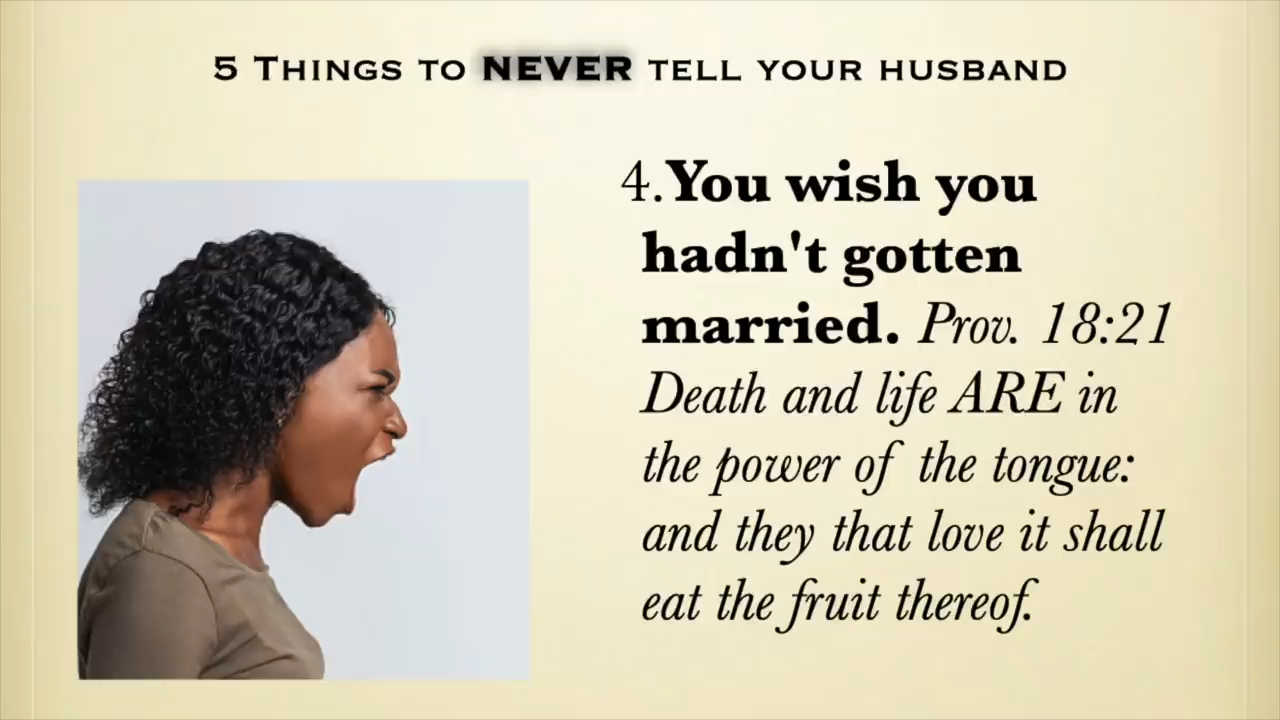 5 Things to NEVER tell your husband
4. You wish you
hadn't gotten
married. Prov. 18:21
Death and life ARE in
the power of the tongue:
and they that love it shall
eat the fruit thereof.